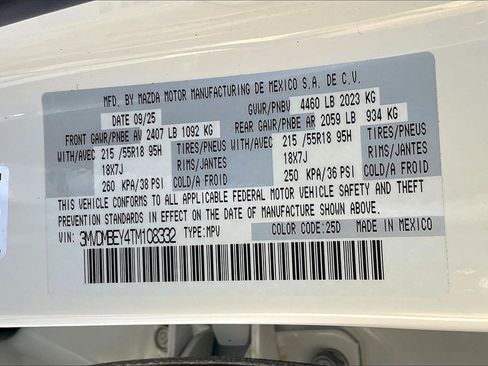 MFD. BY MAZDA MOTOR MANUFACTURING DE MEXICO S.A. DE C.V.
DATE 09/25 GVWR/PNBV 4460 LB 2023 KG
FRONT GAWR/PNBE AV 2407 LB 1092 KG REAR GAWR/PNBE AR 2059 LB 934 KG
WITH/AVEC 215 /55R18 95H TIRES/PNEUS WITH/AVEC 215 /55R18 95H TIRES/PNEUS
18X7J RIMS/JANTES 18X7J RIMS/JANTES
260 KPA/38 PSI COLD/A FROID 250 KPA/36 PSI COLD/A FROID
THIS VEHICLE CONFORMS TO ALL APPLICABLE FEDERAL MOTOR VEHICLE SAFETY AND THEFT
PREVENTION STANDARDS IN EFFECT ON THE DATE OF MANUFACTURE SHOWN ABOVE.
VIN: 3MVDMBEY4TM108332 TYPE: MPV COLOR CODE: 25D MADE IN MEXICO